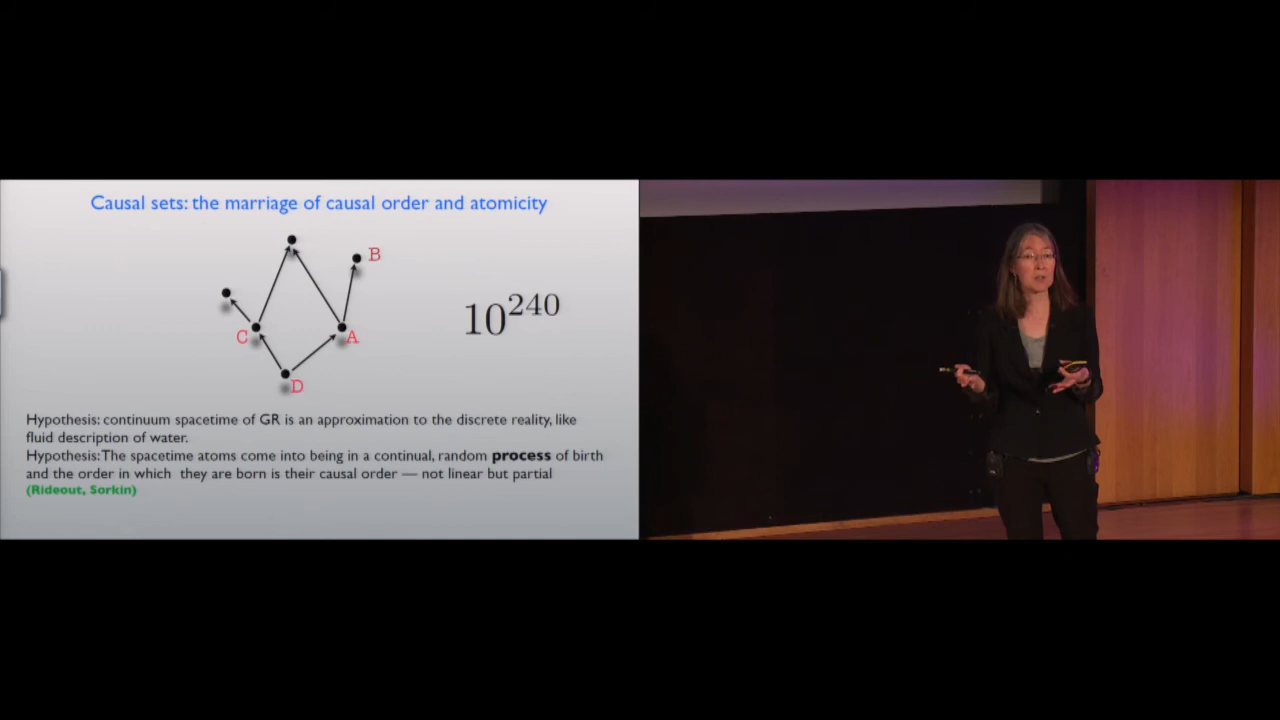 Causal sets: the marriage of causal order and atomicity
B
10^240
C
A
D
Hypothesis: continuum spacetime of GR is an approximation to the discrete reality, like
fluid description of water.
Hypothesis: The spacetime atoms come into being in a continual, random process of birth
and the order in which they are born is their causal order — not linear but partial
(Rideout, Sorkin)